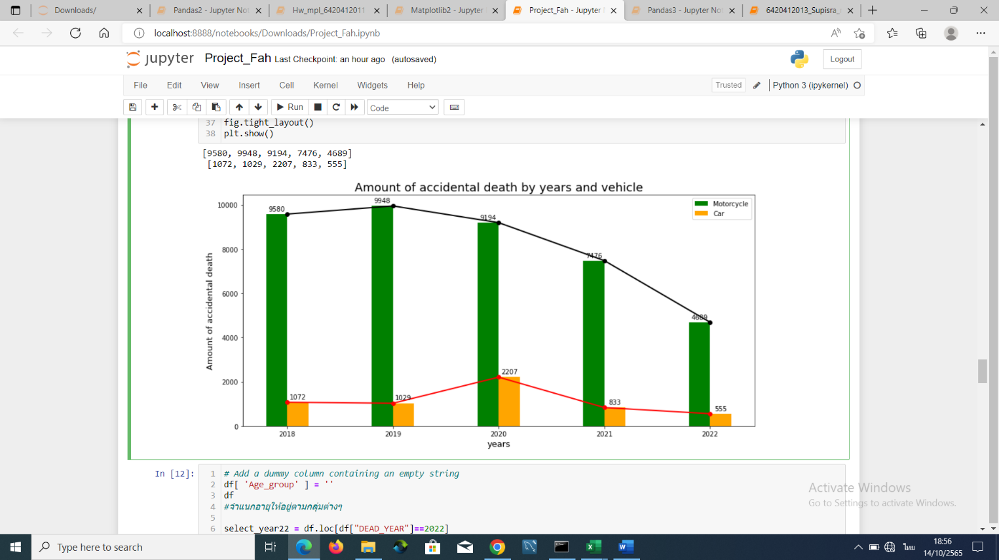 Downloads/
Pandas2 - Jupyter Not
Hw_mpl_6420412011
Matplotlib2 - Jupyter
Project_Fah - Jupyter
Pandas3 - Jupyter No
6420412013_Supisra_
localhost:8888/notebooks/Downloads/Project_Fah.ipynb
jupyter Project_Fah Last Checkpoint: an hour ago (autosaved)
Logout
File Edit View Insert Cell Kernel Widgets Help
Trusted Python 3 (ipykernel)
Run Code
37 fig.tight_layout()
38 plt.show()
[9580, 9948, 9194, 7476, 4689]
[1072, 1029, 2207, 833, 555]
Amount of accidental death by years and vehicle
Motorcycle
Car
Amount of accidental death
10000
8000
6000
4000
2000
0
9580
9948
9194
7476
4689
1072
1029
2207
833
555
2018 2019 2020 2021 2022
years
In [12]:
1 # Add a dummy column containing an empty string
2 df[ 'Age_group' ] = ''
3 df
4 #จำแนกอายุให้อยู่ตามกลุ่มต่างๆ
5
6 select_year22 = df.loc[df["DEAD_YEAR"]==2022]
Activate Windows
Go to Settings to activate Windows.
Type here to search
ไทย
18:56
14/10/2565